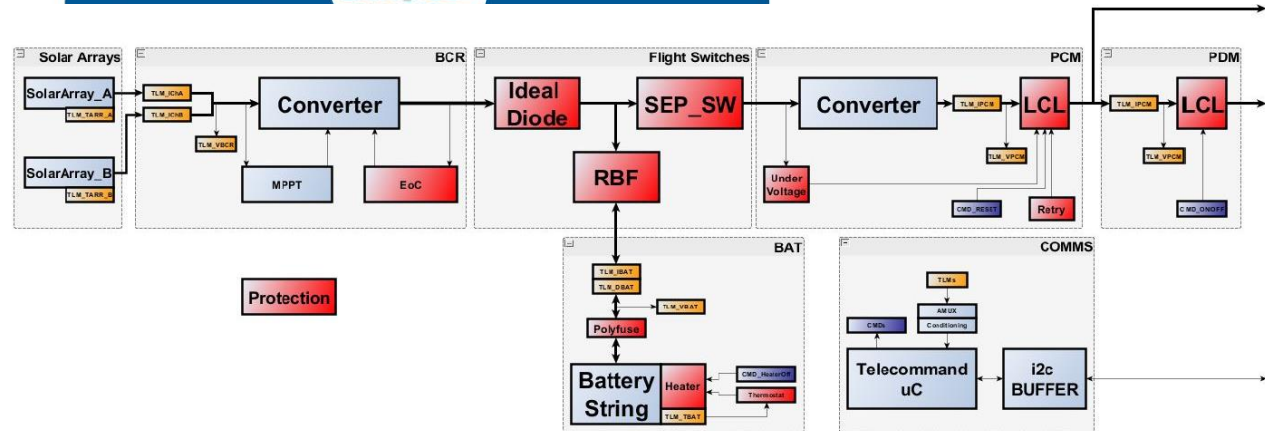 Solar Arrays
SolarArray_A
TLM_TARR_A
SolarArray_B
TLM_TARR_B
BCR
TLM_IChA
TLM_IChB
TLM_VBCR
Converter
MPPT
EoC
Flight Switches
Ideal
Diode
SEP_SW
RBF
PCM
Converter
TLM_IPCM
LCL
TLM_VPCM
Under
Voltage
CMD_RESET
Retry
PDM
TLM_IPCM
LCL
TLM_VPCM
CMD_ONOFF
Protection
BAT
TLM_IBAT
TLM_DBAT
TLM_VBAT
Polyfuse
Battery
String
Heater
TLM_TBAT
CMD_HeaterOff
Thermostat
COMMS
TLMs
AMUX
Conditioning
CMDs
Telecommand
uC
i2c
BUFFER